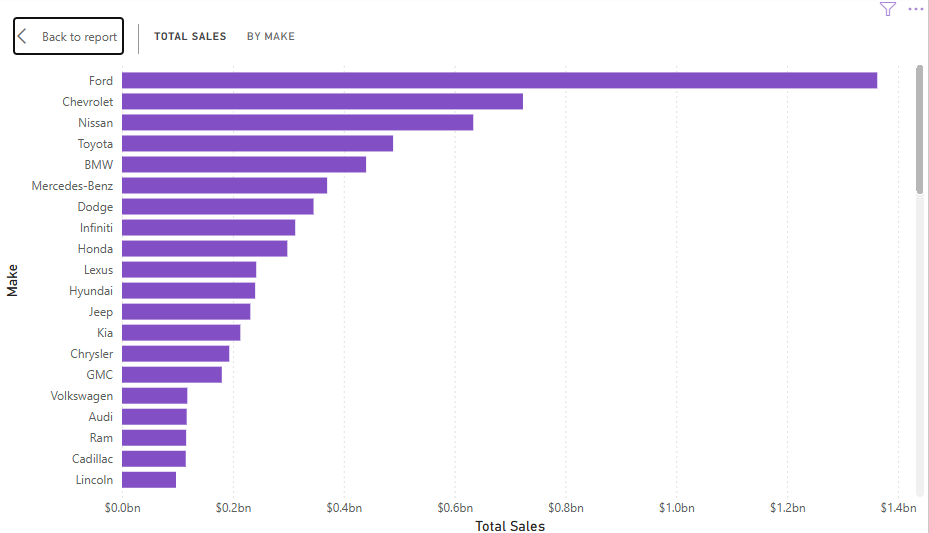 Back to report
TOTAL SALES BY MAKE
Ford
Chevrolet
Nissan
Toyota
BMW
Mercedes-Benz
Dodge
Infiniti
Honda
Lexus
Hyundai
Jeep
Kia
Chrysler
GMC
Volkswagen
Audi
Ram
Cadillac
Lincoln
Make
$0.0bn $0.2bn $0.4bn $0.6bn $0.8bn $1.0bn $1.2bn $1.4bn
Total Sales